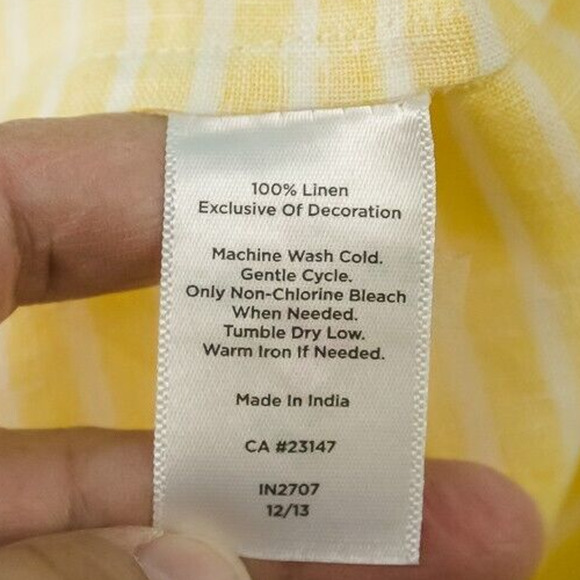 100% Linen
Exclusive Of Decoration
Machine Wash Cold.
Gentle Cycle.
Only Non-Chlorine Bleach
When Needed.
Tumble Dry Low.
Warm Iron If Needed.
Made In India
CA #23147
IN2707
12/13